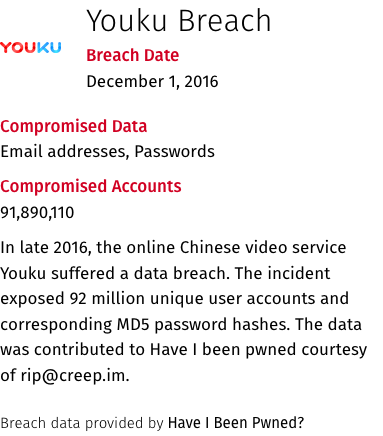 Youku Breach
YOUKU
Breach Date
December 1, 2016
Compromised Data
Email addresses, Passwords
Compromised Accounts
91,890,110
In late 2016, the online Chinese video service
Youku suffered a data breach. The incident
exposed 92 million unique user accounts and
corresponding MD5 password hashes. The data
was contributed to Have I been pwned courtesy
of rip@creep.im.
Breach data provided by Have I Been Pwned?